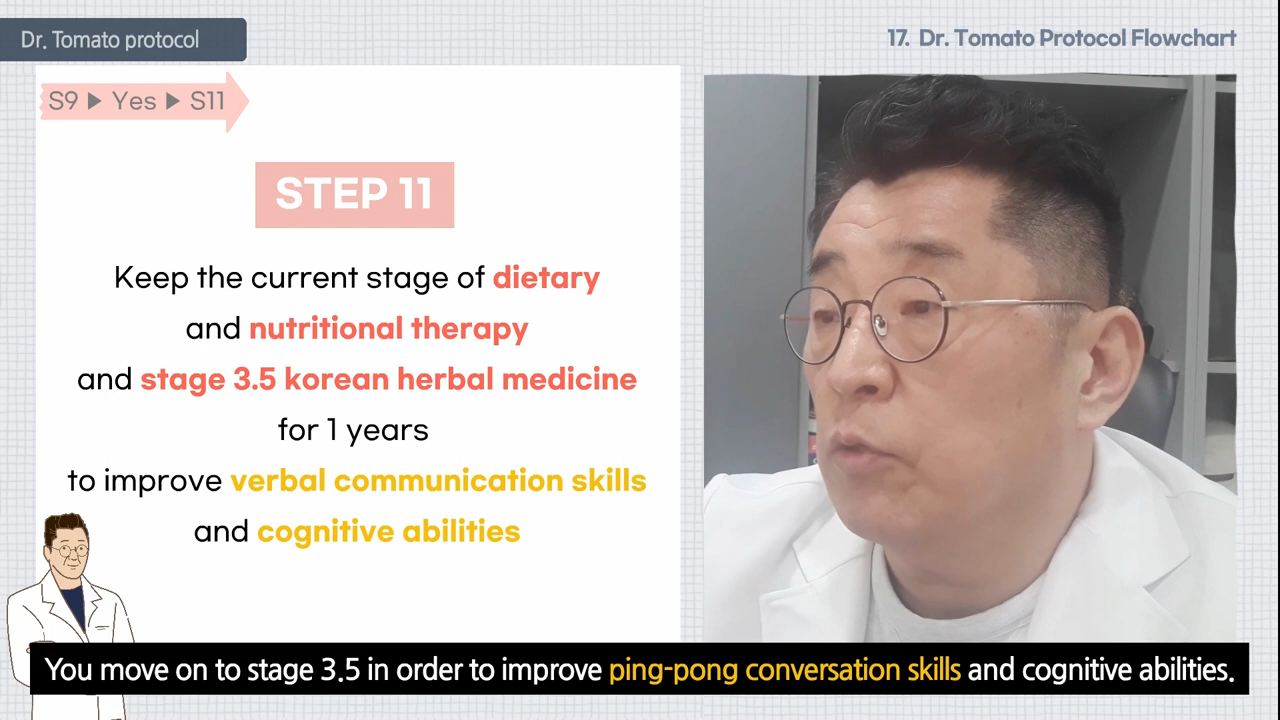 Dr. Tomato protocol
17. Dr. Tomato Protocol Flowchart
S9 ▶ Yes ▶ S11
STEP 11
Keep the current stage of dietary
and nutritional therapy
and stage 3.5 korean herbal medicine
for 1 years
to improve verbal communication skills
and cognitive abilities
You move on to stage 3.5 in order to improve ping-pong conversation skills and cognitive abilities.